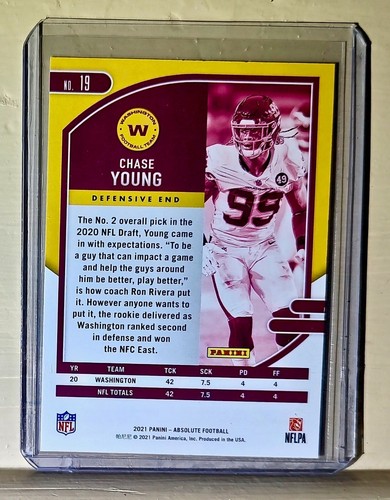 NO. 19
WASHINGTON
W
FOOTBALL TEAM
CHASE
YOUNG
DEFENSIVE END
The No. 2 overall pick in the
2020 NFL Draft, Young came
in with expectations. "To be
a guy that can impact a game
and help the guys around
him be better, play better,"
is how coach Ron Rivera put
it. However anyone wants to
put it, the rookie delivered as
Washington ranked second
in defense and won
the NFC East.
99
49
PANINI
YR TEAM TCK SCK PD FF
20 WASHINGTON 42 7.5 4 4
NFL TOTALS 42 7.5 4 4
NFL
2021 PANINI – ABSOLUTE FOOTBALL
帕尼尼 © 2021 Panini America, Inc. Produced in the USA.
NFLPA